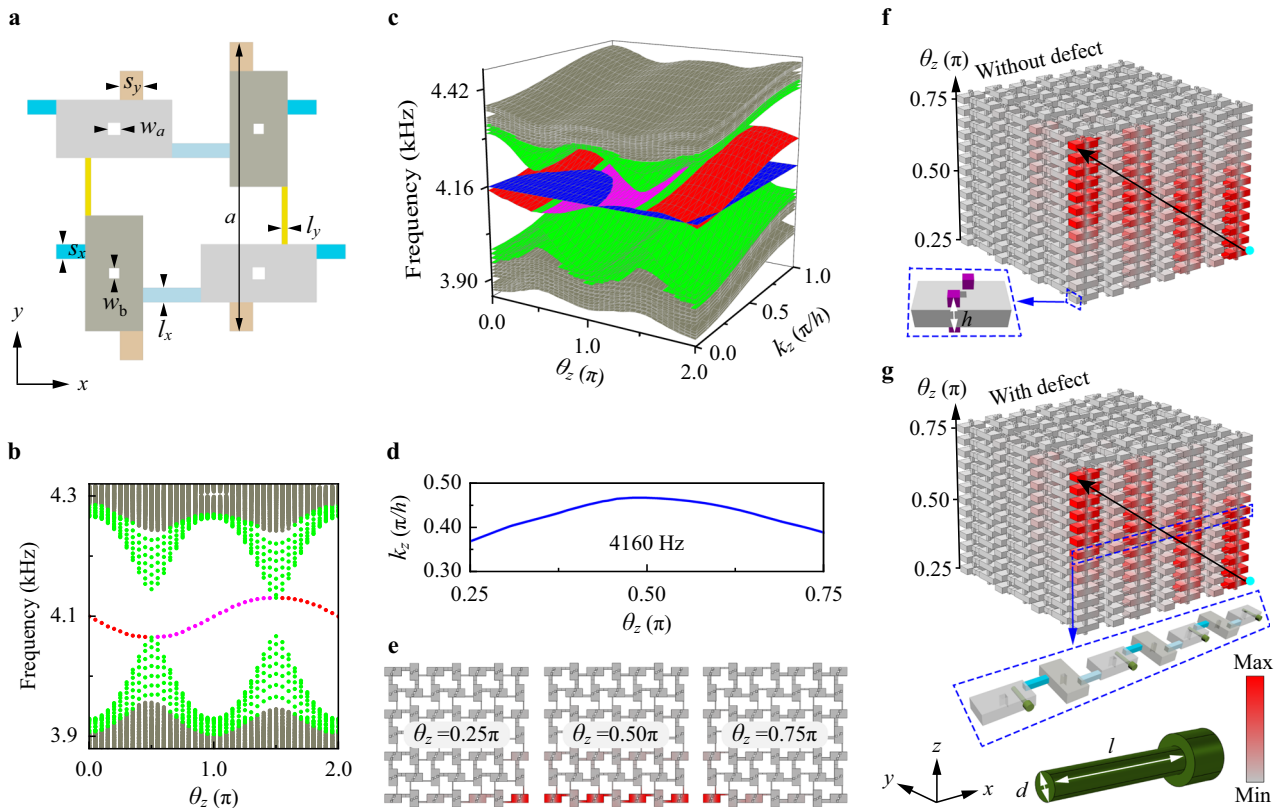 a
s_y
w_a
a
l_y
s_x
w_b
l_x
y
x
b
4.3
4.1
3.9
Frequency (kHz)
0.0
1.0
2.0
θ_z (π)
c
4.42
4.16
3.90
Frequency (kHz)
0.0
1.0
2.0
θ_z (π)
0.0
0.5
1.0
k_z (π/h)
d
0.50
0.40
0.30
k_z (π/h)
4160 Hz
0.25
0.50
0.75
θ_z (π)
e
θ_z =0.25π
θ_z =0.50π
θ_z =0.75π
f
θ_z (π)
Without defect
0.75
0.50
0.25
h
g
θ_z (π)
With defect
0.75
0.50
0.25
Max
Min
z
y
x
l
d